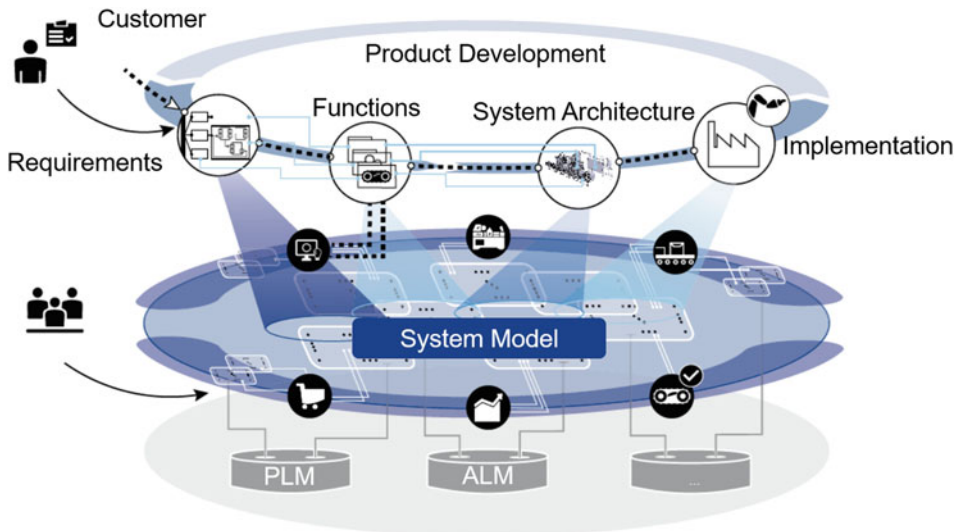 Customer
Product Development
Functions
System Architecture
Requirements
Implementation
System Model
PLM
ALM
...